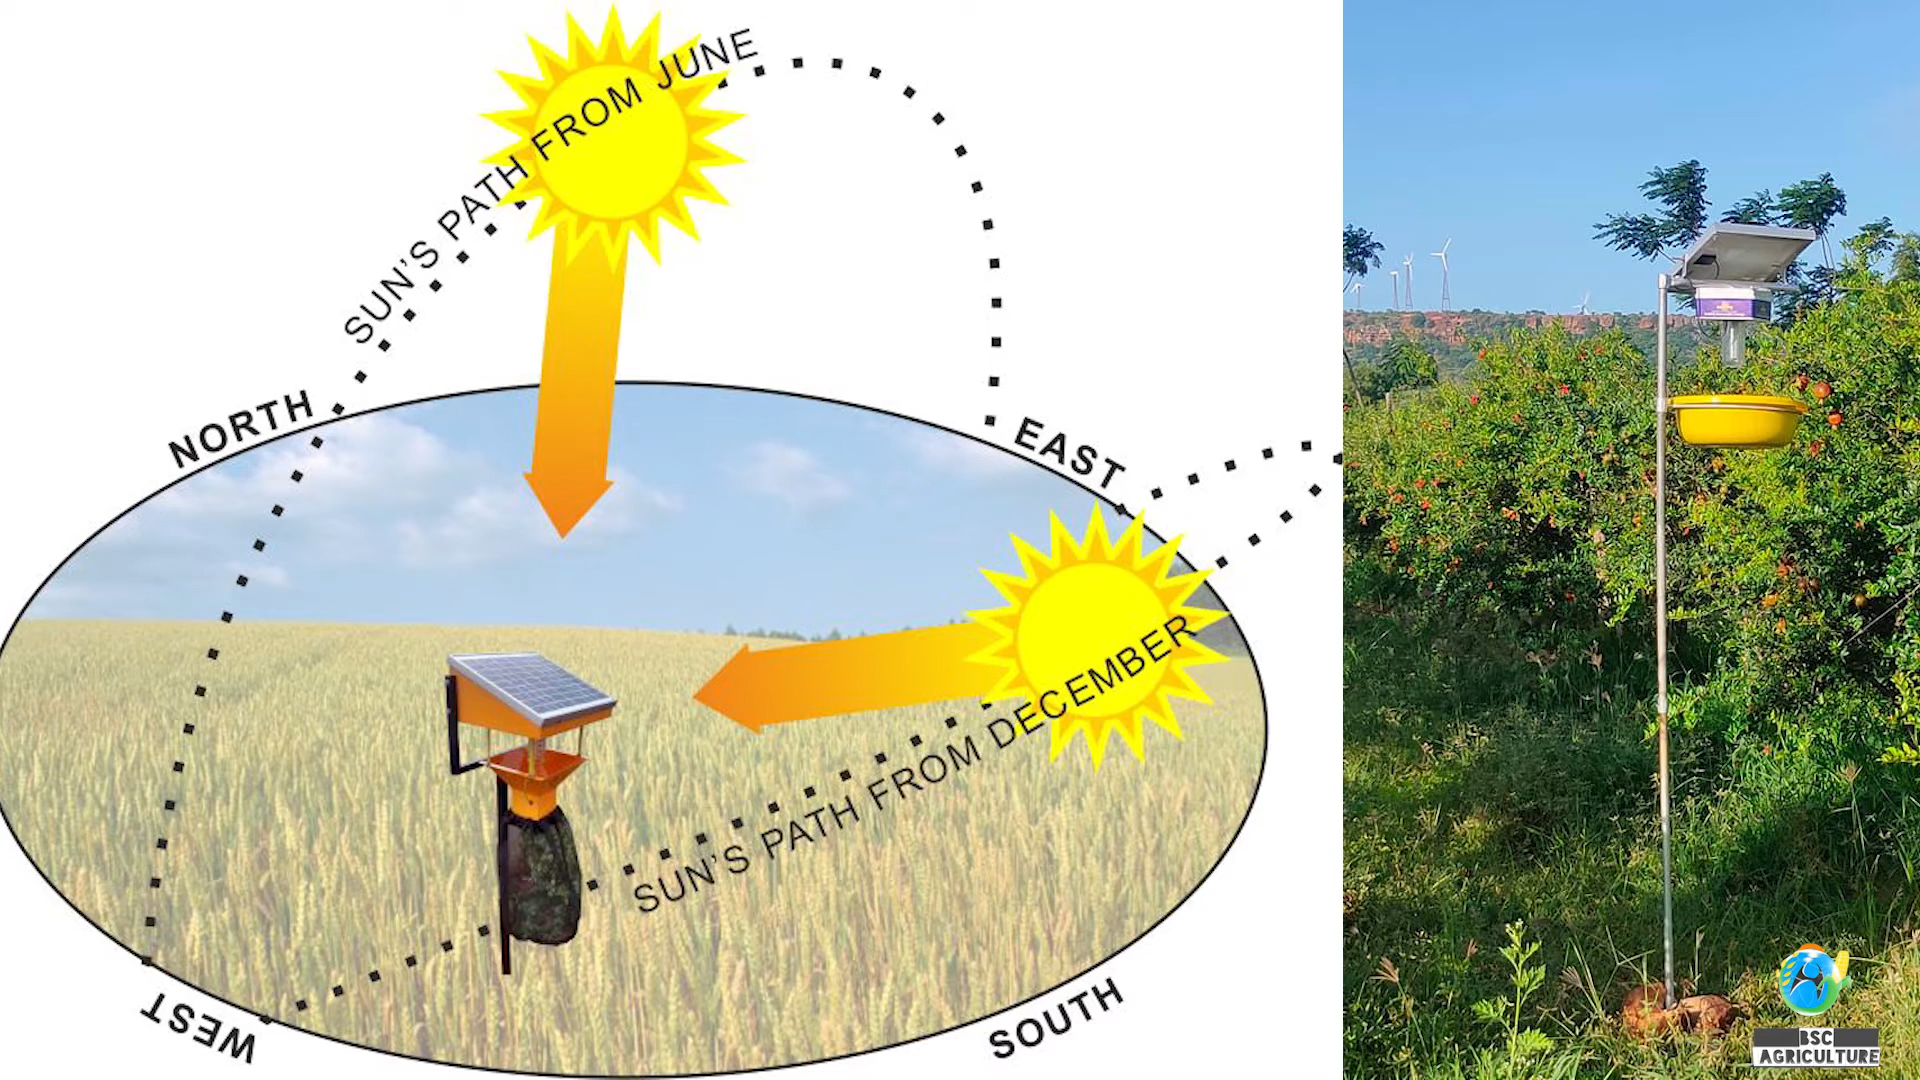 SUN'S PATH FROM JUNE
NORTH
EAST
SUN'S PATH FROM DECEMBER
WEST
SOUTH
BSC
AGRICULTURE